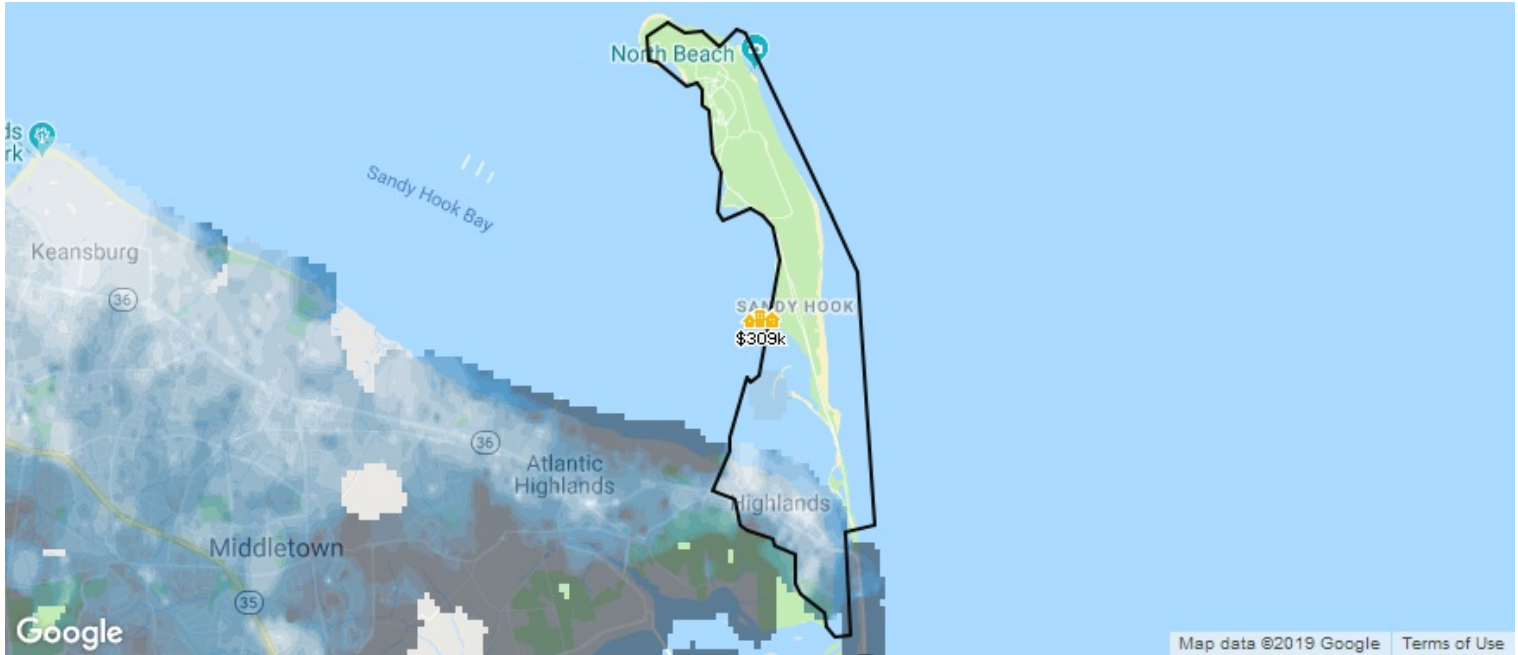 North Beach
ds
rk
Sandy Hook Bay
Keansburg
36
SANDY HOOK
$309k
36
Atlantic
Highlands
Highlands
Middletown
35
Google
Map data ©2019 Google
Terms of Use